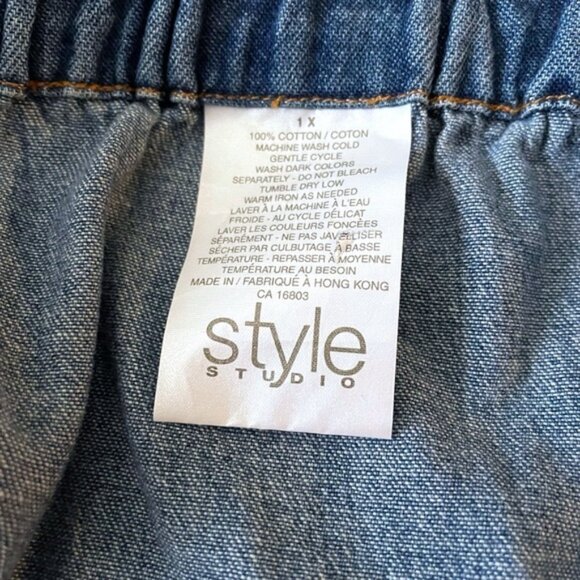 1 X
100% COTTON / COTON
MACHINE WASH COLD
GENTLE CYCLE
WASH DARK COLORS
SEPARATELY - DO NOT BLEACH
TUMBLE DRY LOW
WARM IRON AS NEEDED
LAVER À LA MACHINE À L'EAU
FROIDE - AU CYCLE DÉLICAT
LAVER LES COULEURS FONCÉES
SÉPARÉMENT - NE PAS JAVELLISER
SÉCHER PAR CULBUTAGE À BASSE
TEMPÉRATURE - REPASSER À MOYENNE
TEMPÉRATURE AU BESOIN
MADE IN / FABRIQUÉ À HONG KONG
CA 16803
style
STUDIO